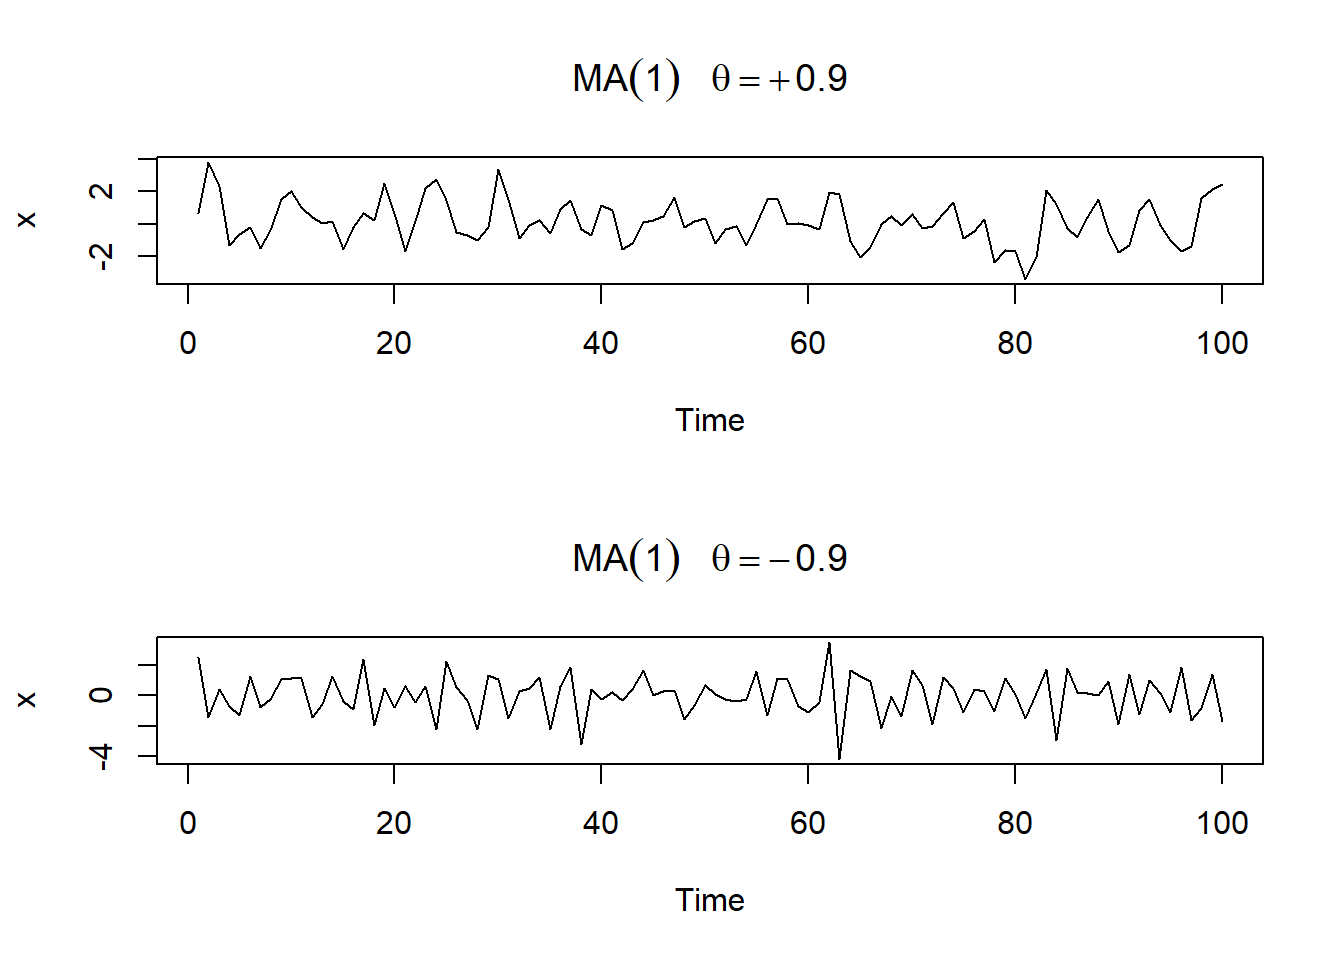 MA(1) θ = +0.9
x
2
-2
0 20 40 60 80 100
Time
MA(1) θ = −0.9
x
0
-4
0 20 40 60 80 100
Time